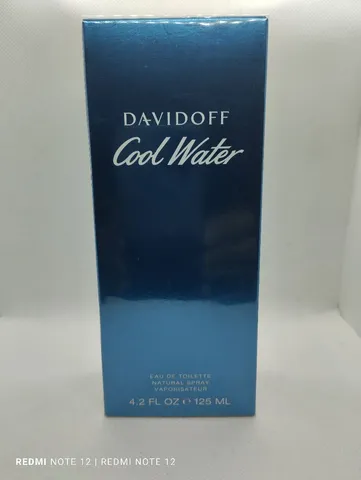 DAVIDOFF
Cool Water
EAU DE TOILETTE
NATURAL SPRAY
VAPORISATEUR
4.2 FL OZ ℮ 125 ML
REDMI NOTE 12 | REDMI NOTE 12